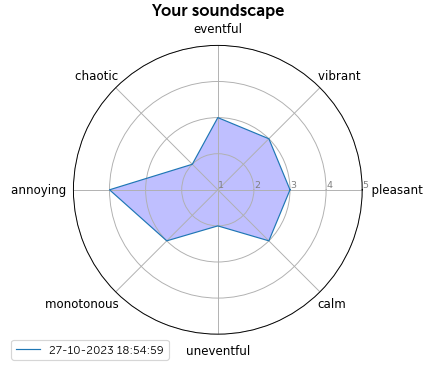 Your soundscape
eventful
chaotic
vibrant
annoying
1 2 3 4 5
pleasant
monotonous
calm
27-10-2023 18:54:59
uneventful